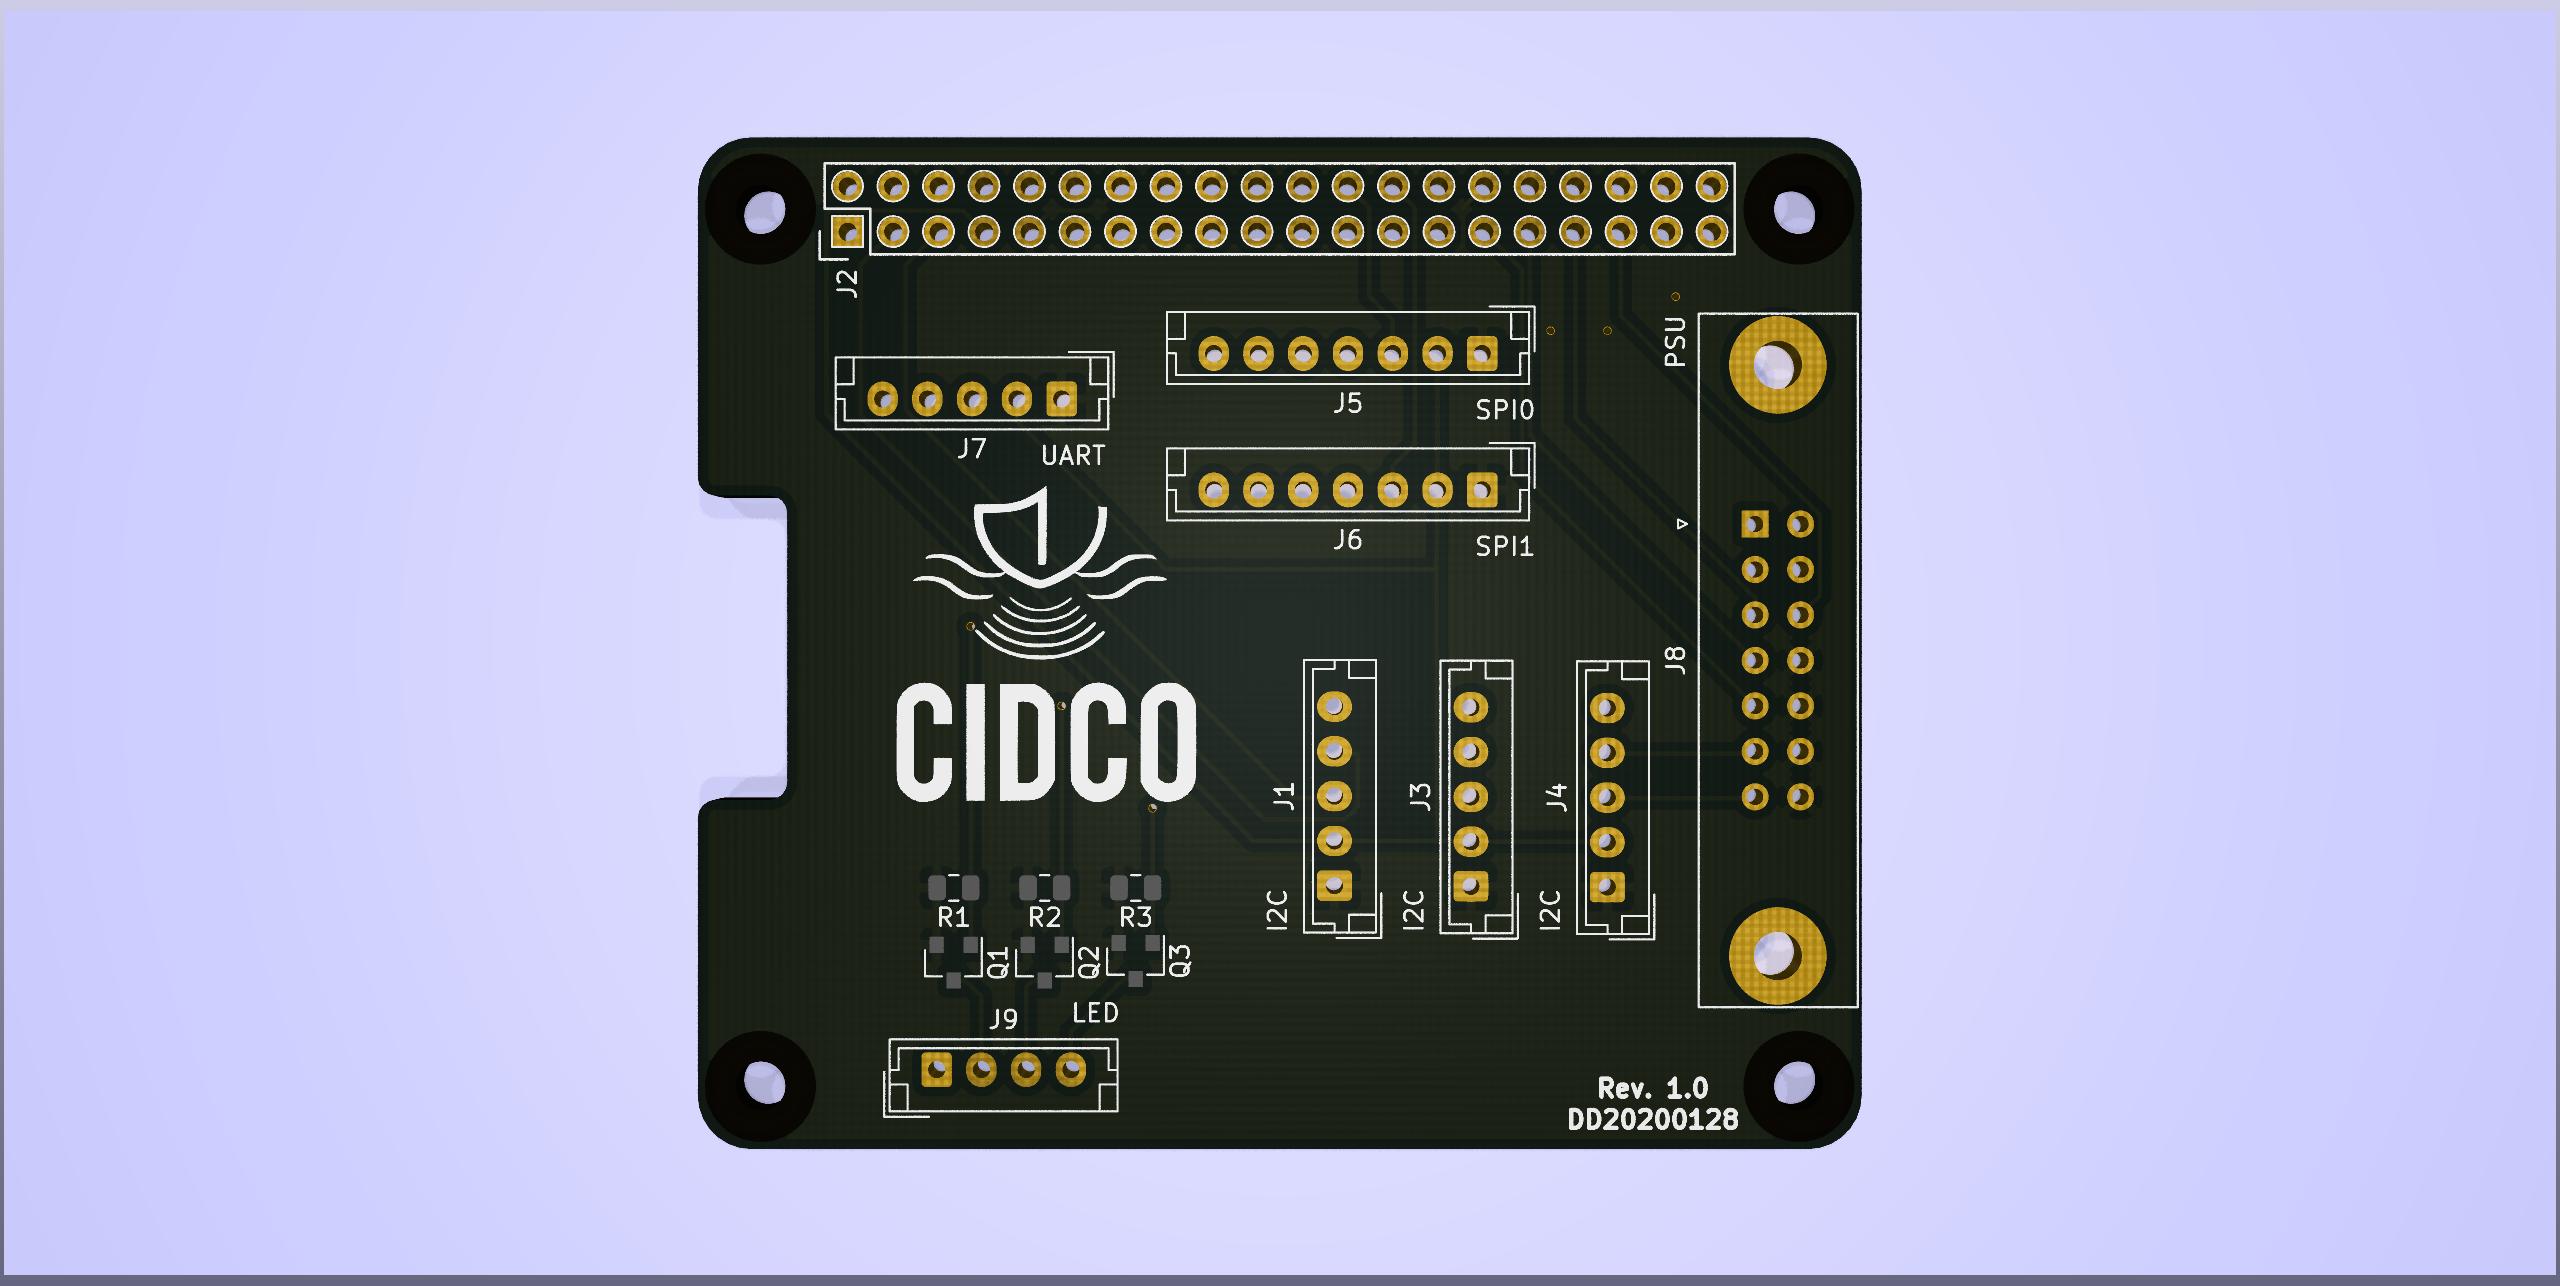 J2
PSU
J5
SPI0
J7
UART
J6
SPI1
J8
CIDCO
J1
J3
J4
I2C
I2C
I2C
R1
R2
R3
Q1
Q2
Q3
LED
J9
Rev. 1.0
DD20200128